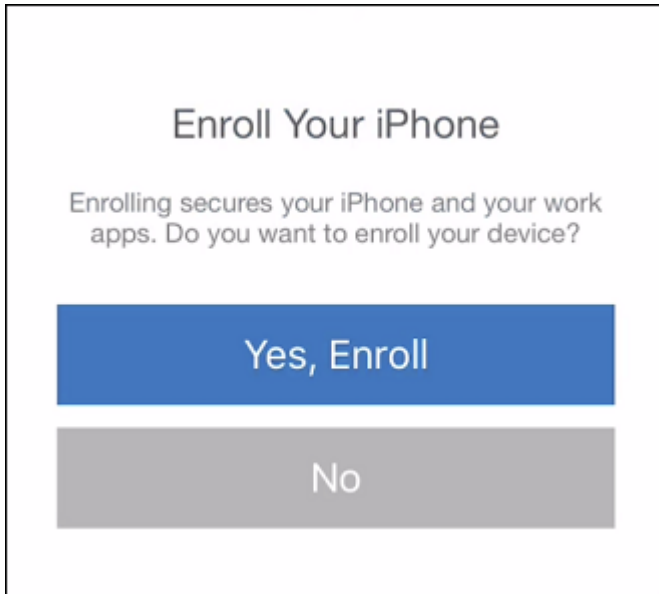 Enroll Your iPhone
Enrolling secures your iPhone and your work
apps. Do you want to enroll your device?
Yes, Enroll
No